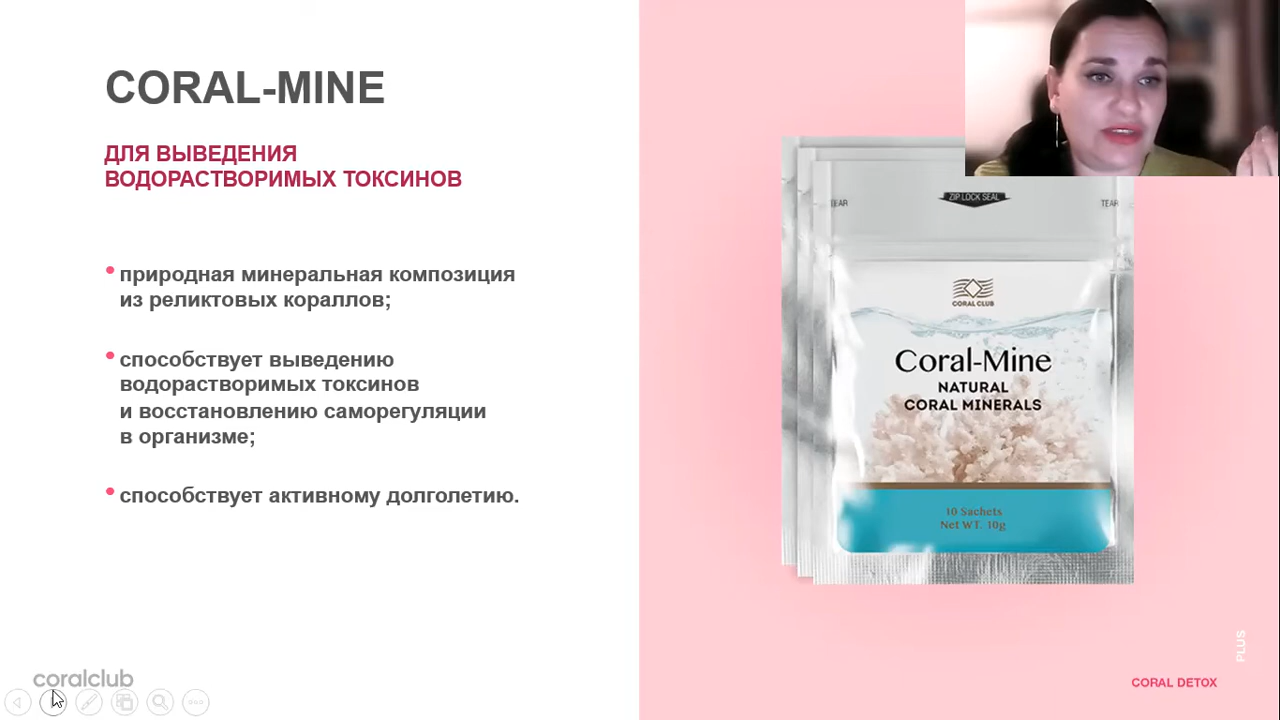 CORAL-MINE
ДЛЯ ВЫВЕДЕНИЯ
ВОДОРАСТВОРИМЫХ ТОКСИНОВ
• природная минеральная композиция
из реликтовых кораллов;
• способствует выведению
водорастворимых токсинов
и восстановлению саморегуляции
в организме;
• способствует активному долголетию.
coralclub
TEAR
ZIP LOCK SEAL
TEAR
CORAL CLUB
Coral-Mine
NATURAL
CORAL MINERALS
10 Sachets
Net WT. 10g
PLUS
CORAL DETOX